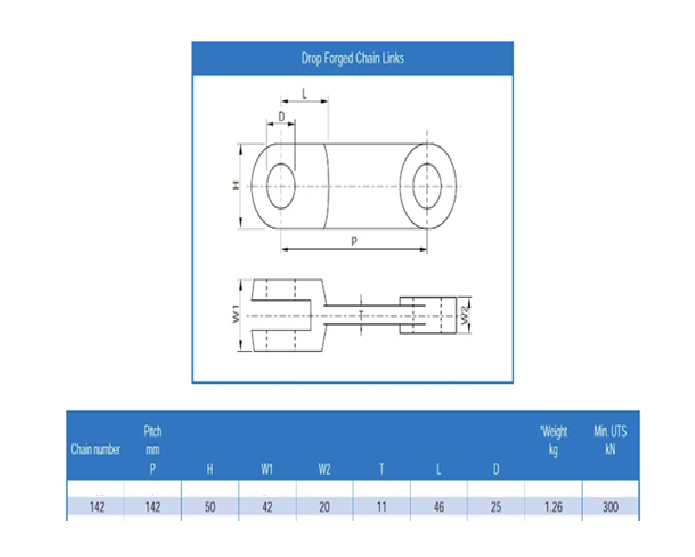 Drop Forged Chain Links
L
D
H
P
W1
T
W2
Chain number Pitch mm P H W1 W2 T L D *Weight kg Min. UTS kN
142 142 50 42 20 11 46 25 1.26 300